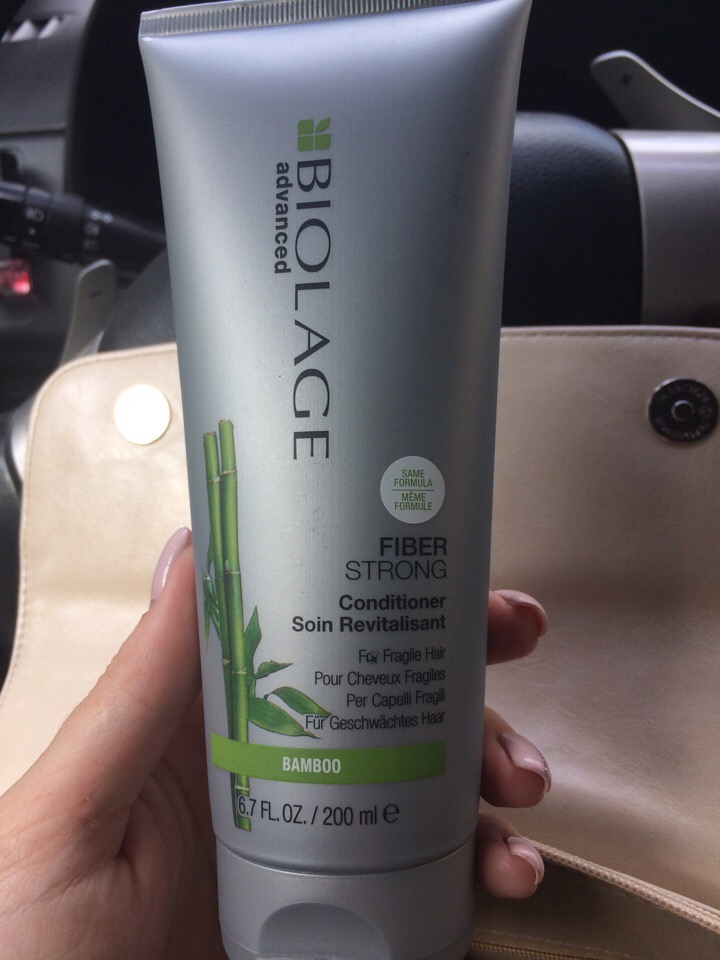 BIOLAGE
advanced
SAME
FORMULA
MÊME
FORMULE
FIBER
STRONG
Conditioner
Soin Revitalisant
For Fragile Hair
Pour Cheveux Fragiles
Per Capelli Fragili
Für Geschwächtes Haar
BAMBOO
6.7 FL. OZ. / 200 ml e